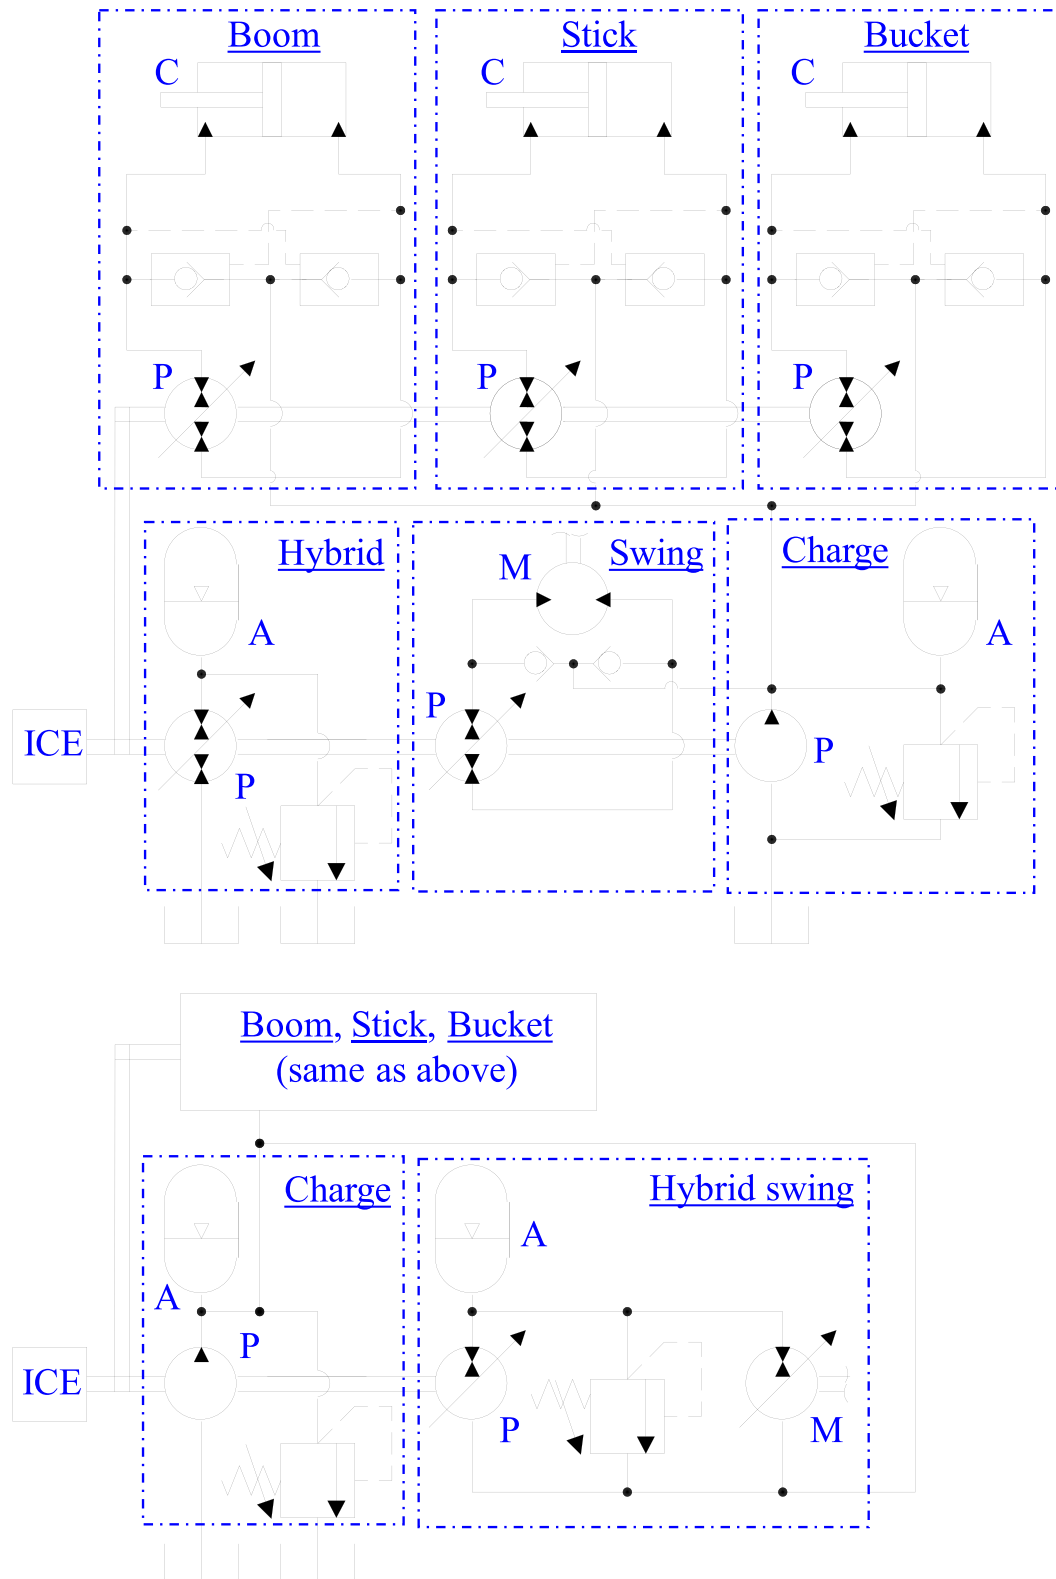 Boom
C
P
Stick
C
P
Bucket
C
P
Hybrid
A
P
M
Swing
P
Charge
A
P
ICE
Boom, Stick, Bucket
(same as above)
Charge
A
P
ICE
Hybrid swing
A
P
M